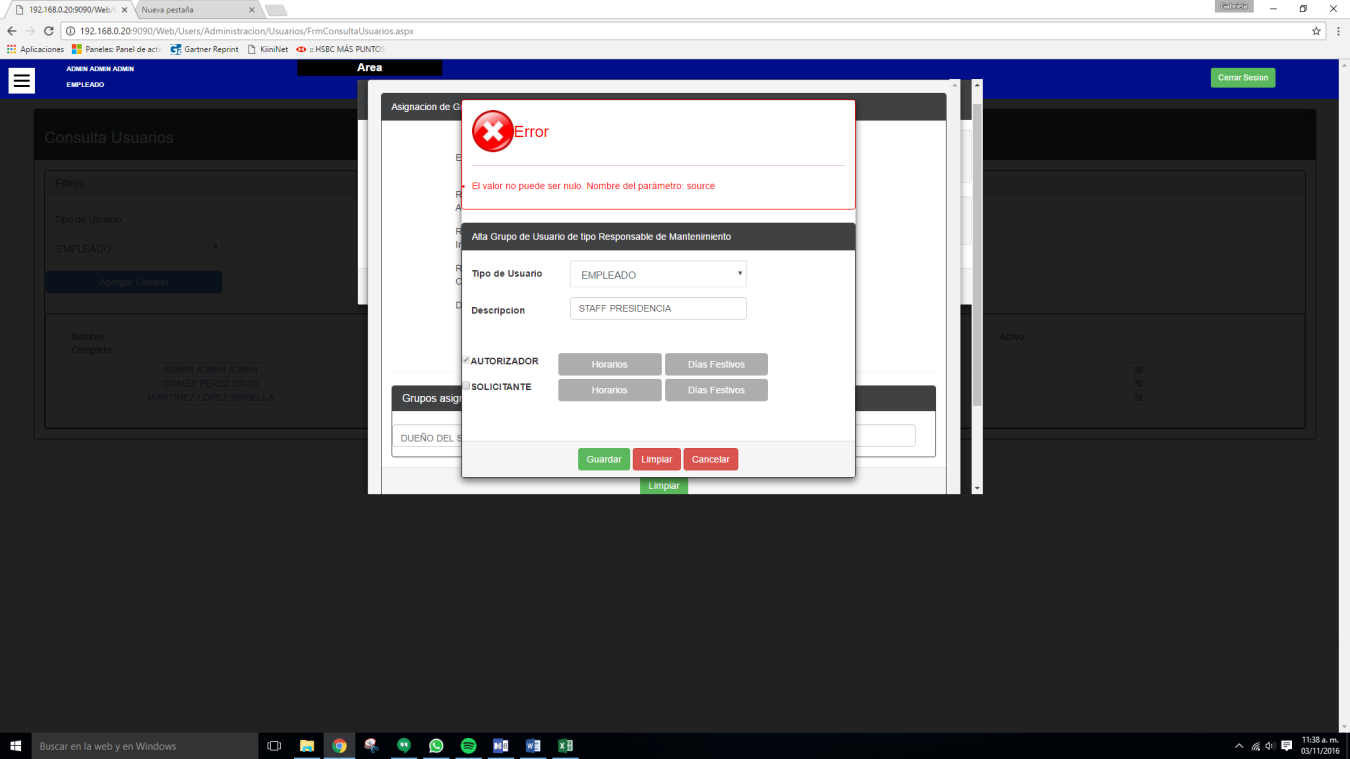 192.168.0.20:9090/Web/
Nueva pestaña
Gabriela
192.168.0.20:9090/Web/Users/Administracion/Usuarios/FrmConsultaUsuarios.aspx
Aplicaciones
Paneles: Panel de act
Gartner Reprint
KiiniNet
:: HSBC MÁS PUNTOS
ADMIN ADMIN ADMIN
EMPLEADO
Area
Cerrar Sesion
Consulta Usuarios
Filtros
Tipo de Usuario
EMPLEADO
Agregar Usuario
Nombre
Completo
Activo
ADMIN ADMIN ADMIN
SI
GOMEZ PEREZ DAVID
SI
MARTINEZ LOPEZ ISABELLA
SI
Asignacion de G
Error
El valor no puede ser nulo. Nombre del parámetro: source
Alta Grupo de Usuario de tipo Responsable de Mantenimiento
Tipo de Usuario
EMPLEADO
Descripcion
STAFF PRESIDENCIA
AUTORIZADOR
Horarios
Días Festivos
SOLICITANTE
Horarios
Días Festivos
Grupos asig
DUEÑO DEL S
Guardar
Limpiar
Cancelar
Limpiar
Buscar en la web y en Windows
11:38 a. m.
03/11/2016